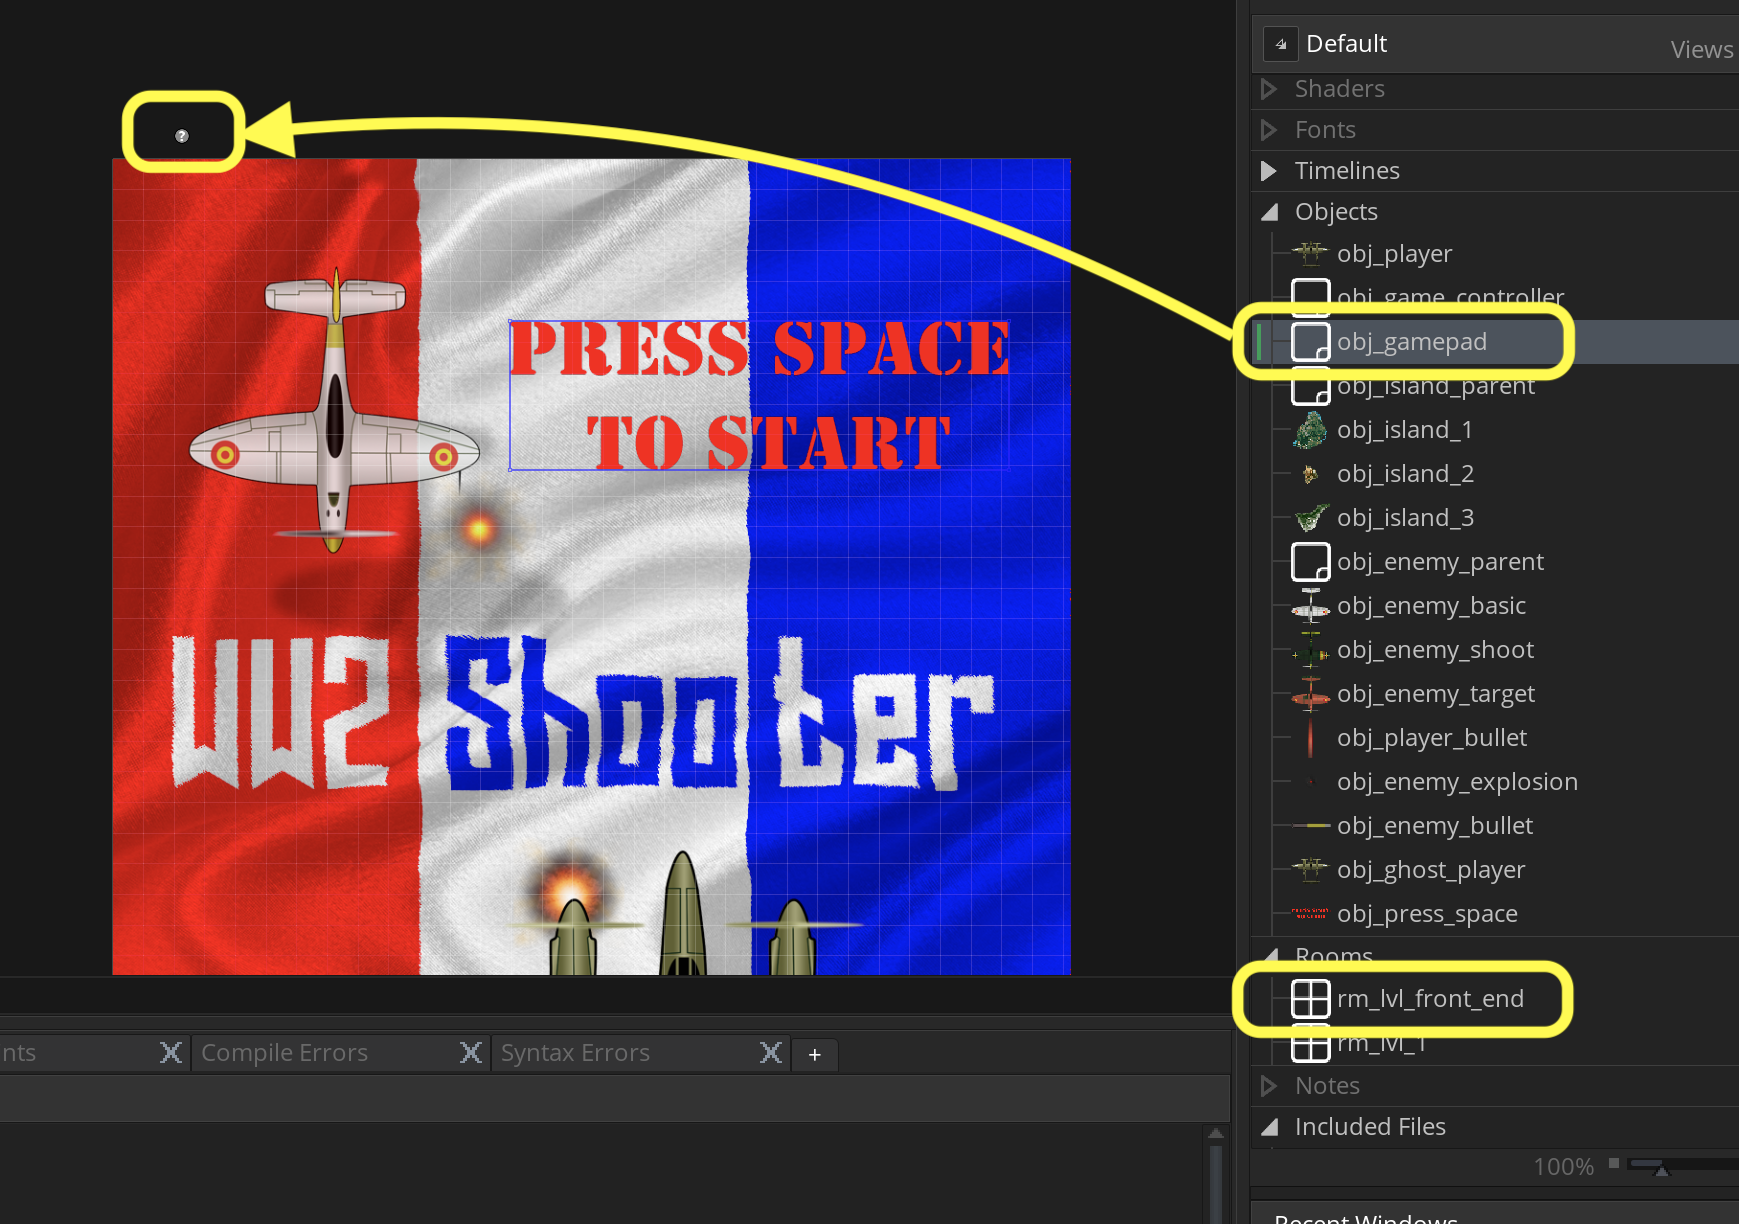 Default
Views
Shaders
Fonts
Timelines
Objects
obj_player
obj_game_controller
obj_gamepad
obj_island_parent
obj_island_1
obj_island_2
obj_island_3
obj_enemy_parent
obj_enemy_basic
obj_enemy_shoot
obj_enemy_target
obj_player_bullet
obj_enemy_explosion
obj_enemy_bullet
obj_ghost_player
obj_press_space
Rooms
rm_lvl_front_end
rm_lvl_1
Notes
Included Files
100%
Recent Windows
?
PRESS SPACE
TO START
WW2 Shooter
nts
Compile Errors
Syntax Errors
+